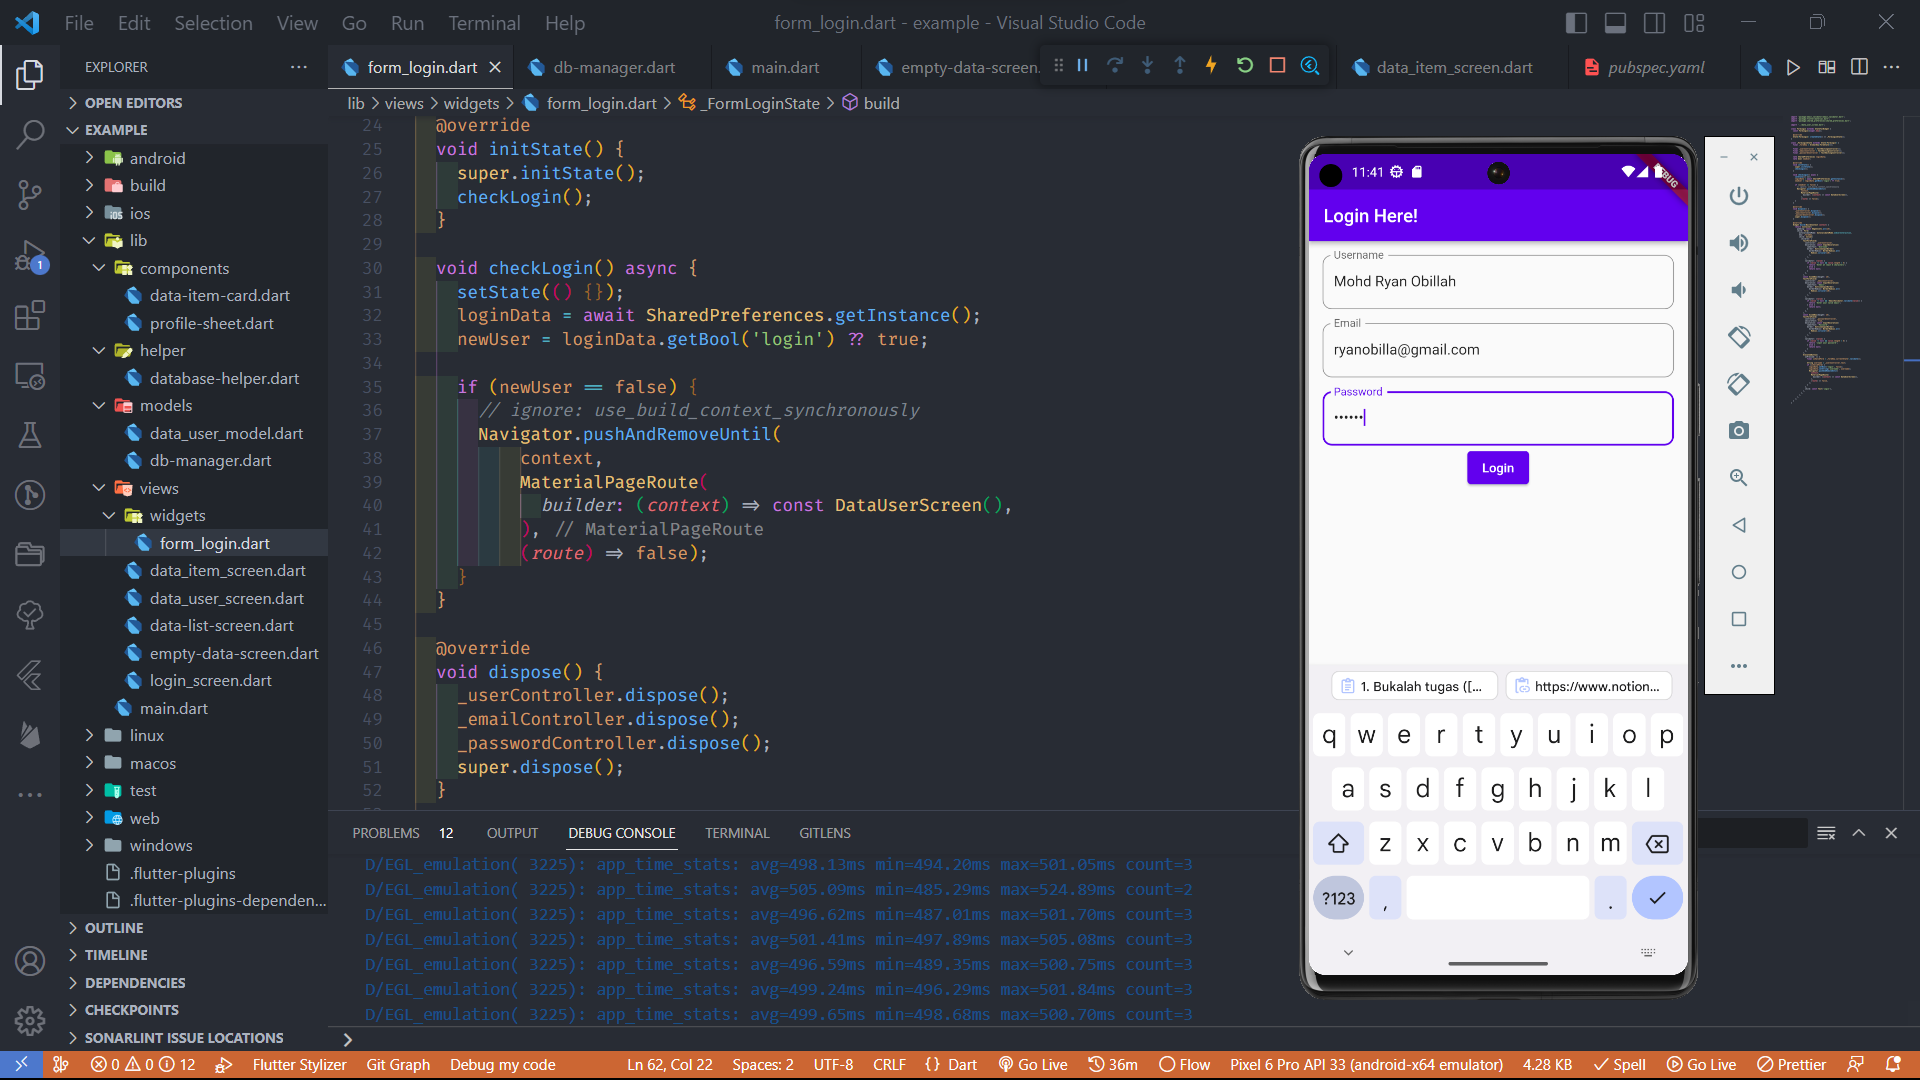 File Edit Selection View Go Run Terminal Help
form_login.dart - example - Visual Studio Code
EXPLORER
OPEN EDITORS
EXAMPLE
android
build
ios
lib
components
data-item-card.dart
profile-sheet.dart
helper
database-helper.dart
models
data_user_model.dart
db-manager.dart
views
widgets
form_login.dart
data_item_screen.dart
data_user_screen.dart
data-list-screen.dart
empty-data-screen.dart
login_screen.dart
main.dart
linux
macos
test
web
windows
.flutter-plugins
.flutter-plugins-dependen...
OUTLINE
TIMELINE
DEPENDENCIES
CHECKPOINTS
SONARLINT ISSUE LOCATIONS
1
form_login.dart db-manager.dart main.dart empty-data-screen. data_item_screen.dart pubspec.yaml
lib > views > widgets > form_login.dart > _FormLoginState > build
24 @override
25 void initState() {
26 super.initState();
27 checkLogin();
28 }
29
30 void checkLogin() async {
31 setState(() {});
32 loginData = await SharedPreferences.getInstance();
33 newUser = loginData.getBool('login') ?? true;
34
35 if (newUser == false) {
36 // ignore: use_build_context_synchronously
37 Navigator.pushAndRemoveUntil(
38 context,
39 MaterialPageRoute(
40 builder: (context) => const DataUserScreen(),
41 ), // MaterialPageRoute
42 (route) => false);
43 }
44 }
45
46 @override
47 void dispose() {
48 _userController.dispose();
49 _emailController.dispose();
50 _passwordController.dispose();
51 super.dispose();
52 }
PROBLEMS 12 OUTPUT DEBUG CONSOLE TERMINAL GITLENS
D/EGL_emulation( 3225): app_time_stats: avg=498.13ms min=494.20ms max=501.05ms count=3
D/EGL_emulation( 3225): app_time_stats: avg=505.09ms min=485.29ms max=524.89ms count=2
D/EGL_emulation( 3225): app_time_stats: avg=496.62ms min=487.01ms max=501.70ms count=3
D/EGL_emulation( 3225): app_time_stats: avg=501.41ms min=497.89ms max=505.08ms count=3
D/EGL_emulation( 3225): app_time_stats: avg=496.59ms min=489.35ms max=500.75ms count=3
D/EGL_emulation( 3225): app_time_stats: avg=499.24ms min=496.29ms max=501.84ms count=3
D/EGL_emulation( 3225): app_time_stats: avg=499.65ms min=498.68ms max=500.70ms count=3
11:41
Login Here!
Username
Mohd Ryan Obillah
Email
ryanobilla@gmail.com
Password
••••••
Login
1. Bukalah tugas ([... https://www.notion...
q w e r t y u i o p
a s d f g h j k l
z x c v b n m
?123 , .
0 0 12 Flutter Stylizer Git Graph Debug my code Ln 62, Col 22 Spaces: 2 UTF-8 CRLF {} Dart Go Live 36m Flow Pixel 6 Pro API 33 (android-x64 emulator) 4.28 KB Spell Go Live Prettier